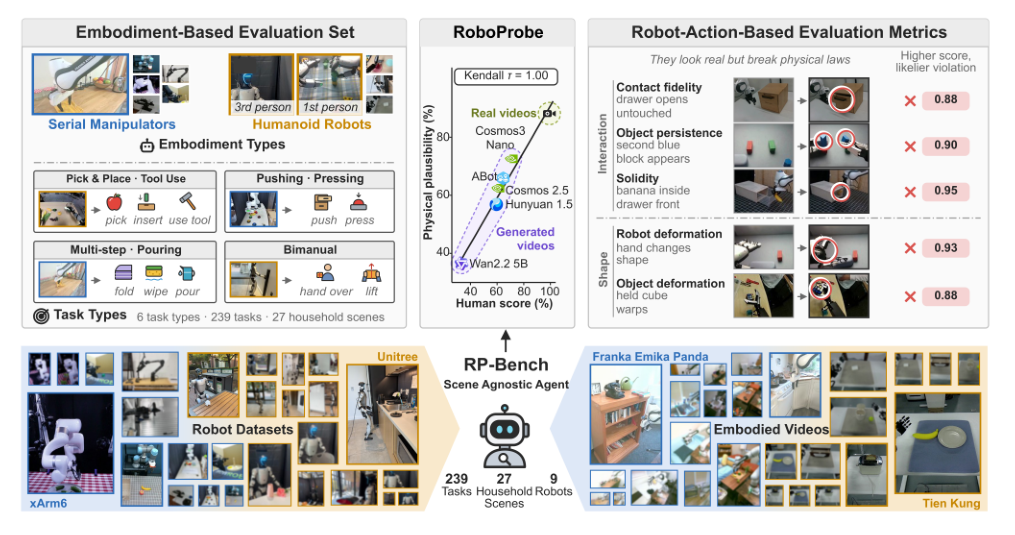 Embodiment-Based Evaluation Set
3rd person
1st person
Serial Manipulators
Humanoid Robots
Embodiment Types
Pick & Place · Tool Use
pick insert use tool
Pushing · Pressing
push press
Multi-step · Pouring
fold wipe pour
Bimanual
hand over lift
Task Types 6 task types · 239 tasks · 27 household scenes
RoboProbe
Kendall τ = 1.00
Physical plausibility (%)
80
60
40
Real videos
Cosmos3
Nano
ABot
Cosmos 2.5
Hunyuan 1.5
Generated
videos
Wan2.2 5B
40 60 80 100
Human score (%)
Robot-Action-Based Evaluation Metrics
They look real but break physical laws
Higher score,
likelier violation
Interaction
Contact fidelity
drawer opens
untouched
0.88
Object persistence
second blue
block appears
0.90
Solidity
banana inside
drawer front
0.95
Shape
Robot deformation
hand changes
shape
0.93
Object deformation
held cube
warps
0.88
Unitree
Robot Datasets
xArm6
RP-Bench
Scene Agnostic Agent
239 27 9
Tasks Household Robots
Scenes
Franka Emika Panda
Embodied Videos
Tien Kung